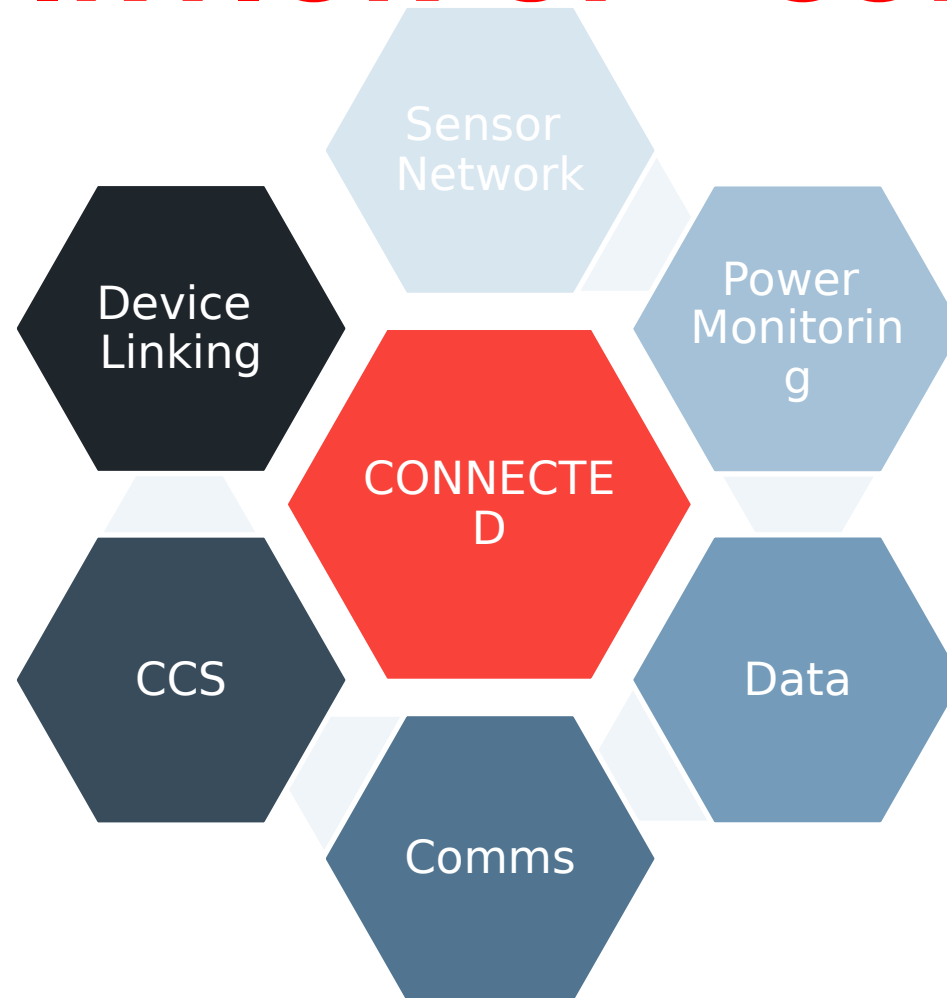 Sensor
Network
Power
Monitorin
g
Device
Linking
CONNECTE
D
CCS
Data
Comms